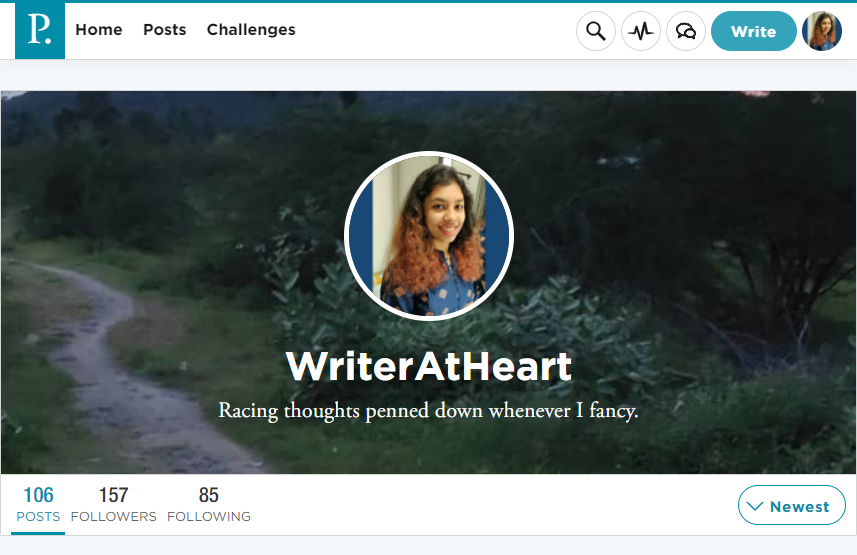 P. Home Posts Challenges Write
WriterAtHeart
Racing thoughts penned down whenever I fancy.
106 157 85
POSTS FOLLOWERS FOLLOWING
Newest